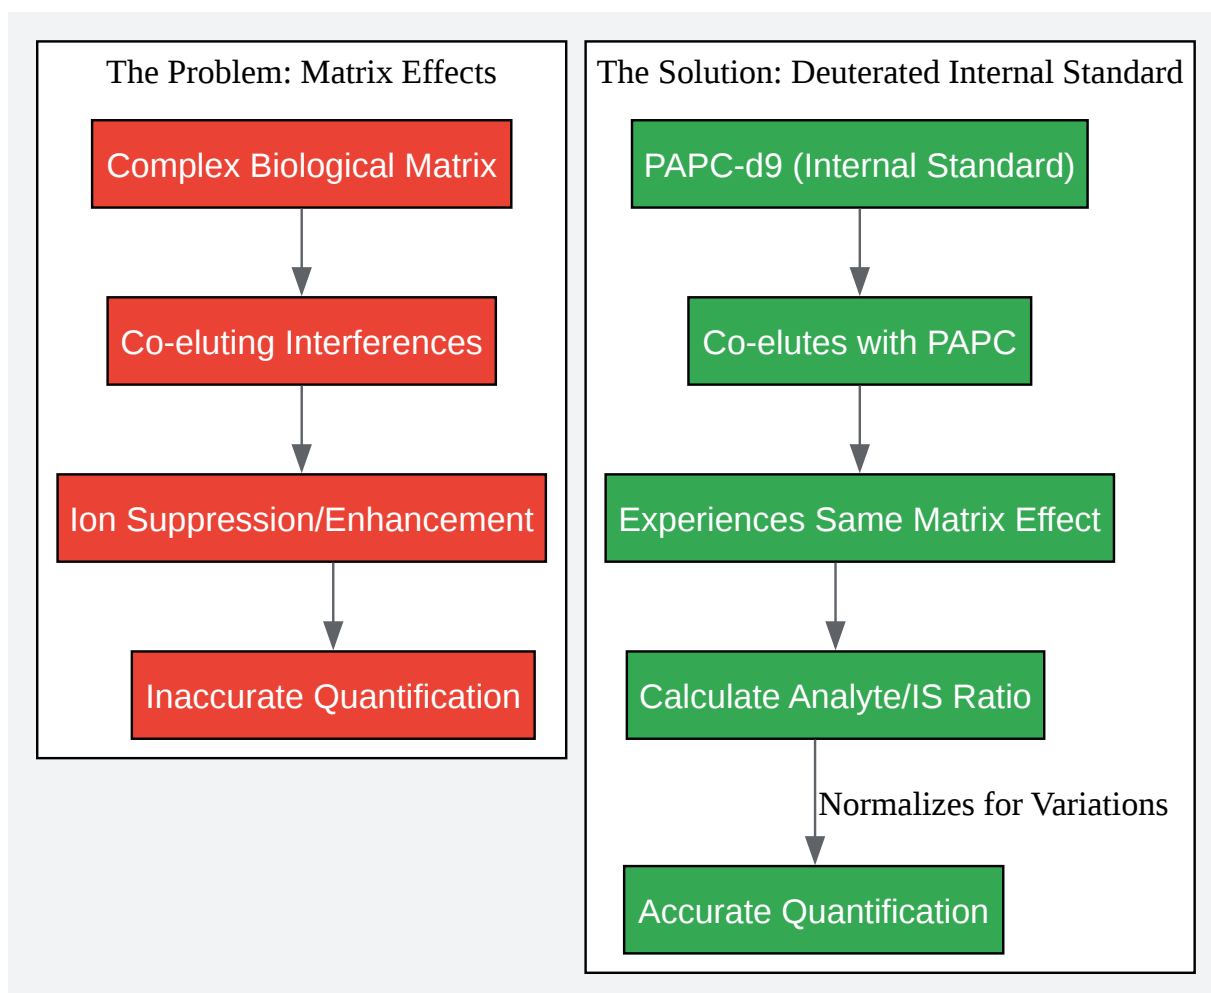 The Problem: Matrix Effects
Complex Biological Matrix
Co-eluting Interferences
Ion Suppression/Enhancement
Inaccurate Quantification
The Solution: Deuterated Internal Standard
PAPC-d9 (Internal Standard)
Co-elutes with PAPC
Experiences Same Matrix Effect
Calculate Analyte/IS Ratio
Normalizes for Variations
Accurate Quantification